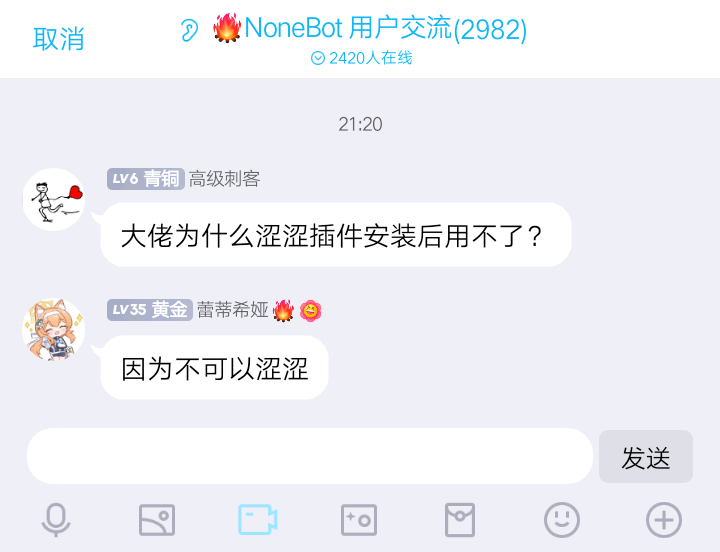 取消
🔥NoneBot 用户交流(2982)
2420人在线
21:20
LV6 青铜 高级刺客
大佬为什么涩涩插件安装后用不了?
LV35 黄金 蕾蒂希娅🔥
因为不可以涩涩
发送